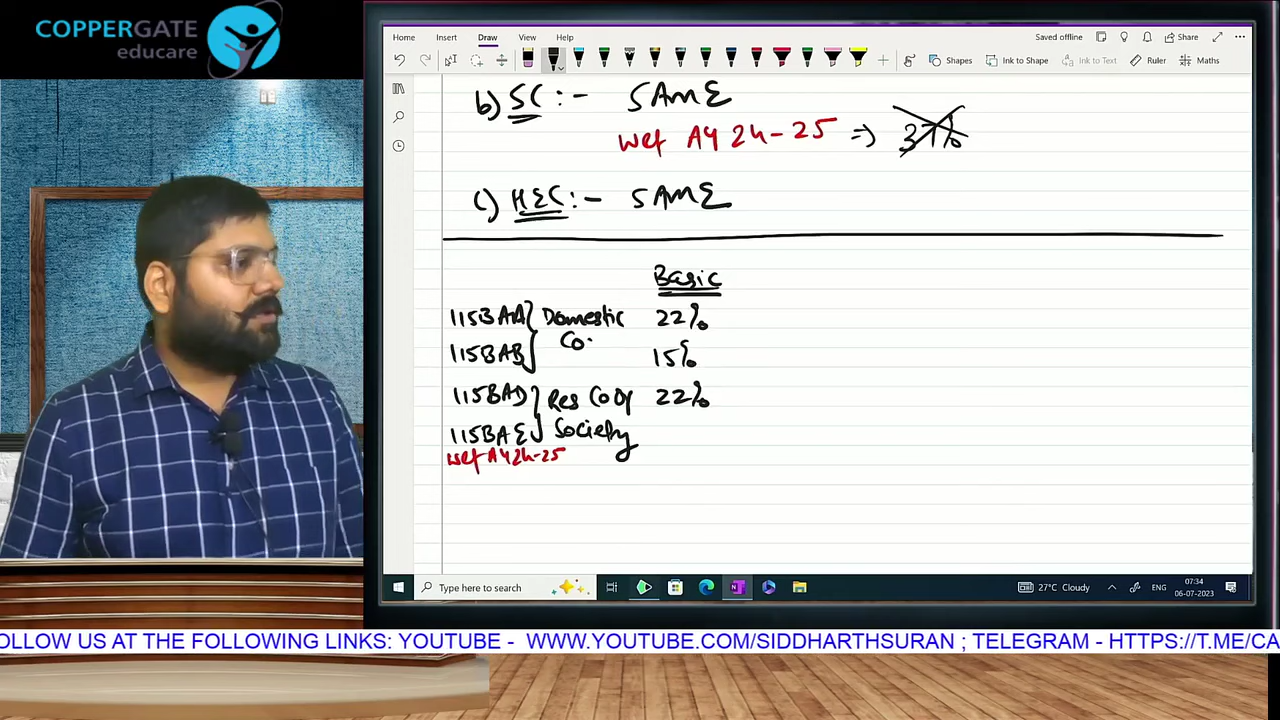 COPPERGATE
educare
Home Insert Draw View Help
Saved offline Share
Shapes Ink to Shape Ink to Text Ruler Maths
b) SC :- SAME
wef AY 24-25 => 37%
c) HEC :- SAME
Basic
115BAA Domestic 22%
Co.
115BAB 15%
115BAD Res CoOp 22%
115BAE Society
wef AY 24-25
Type here to search
27°C Cloudy
ENG
07:34
06-07-2023
OLLOW US AT THE FOLLOWING LINKS: YOUTUBE - WWW.YOUTUBE.COM/SIDDHARTHSURAN ; TELEGRAM - HTTPS://T.ME/CA